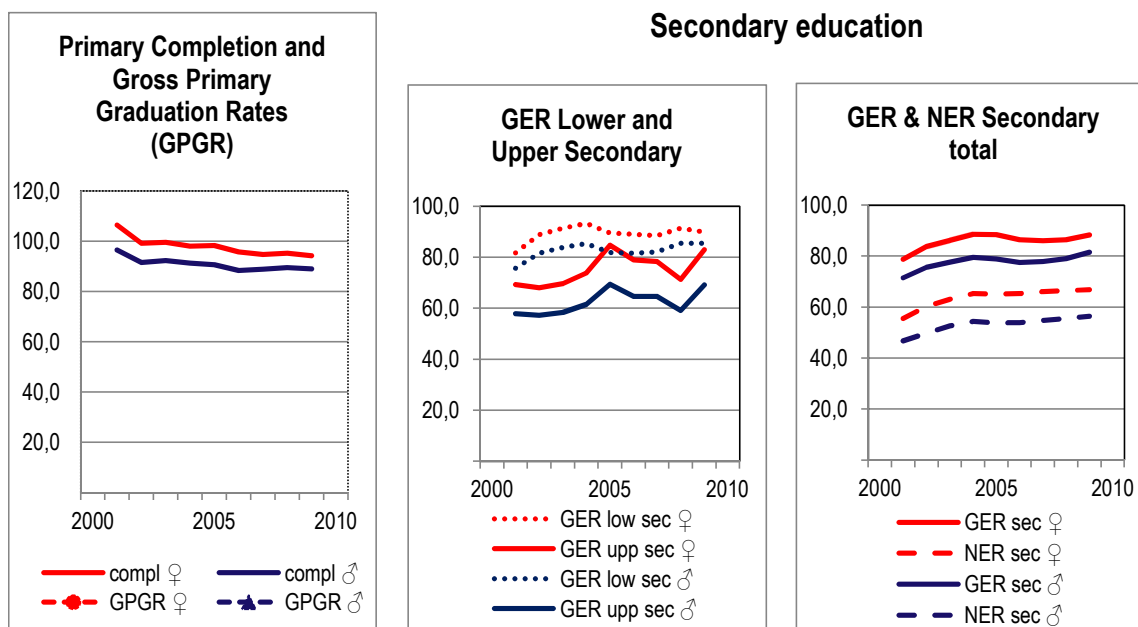 Secondary education
Primary Completion and
Gross Primary
Graduation Rates
(GPGR)
120,0
100,0
80,0
60,0
40,0
20,0
2000 2005 2010
compl ♀ compl ♂
GPGR ♀ GPGR ♂
GER Lower and
Upper Secondary
100,0
80,0
60,0
40,0
20,0
2000 2005 2010
GER low sec ♀
GER upp sec ♀
GER low sec ♂
GER upp sec ♂
GER & NER Secondary
total
100,0
80,0
60,0
40,0
20,0
2000 2005 2010
GER sec ♀
NER sec ♀
GER sec ♂
NER sec ♂